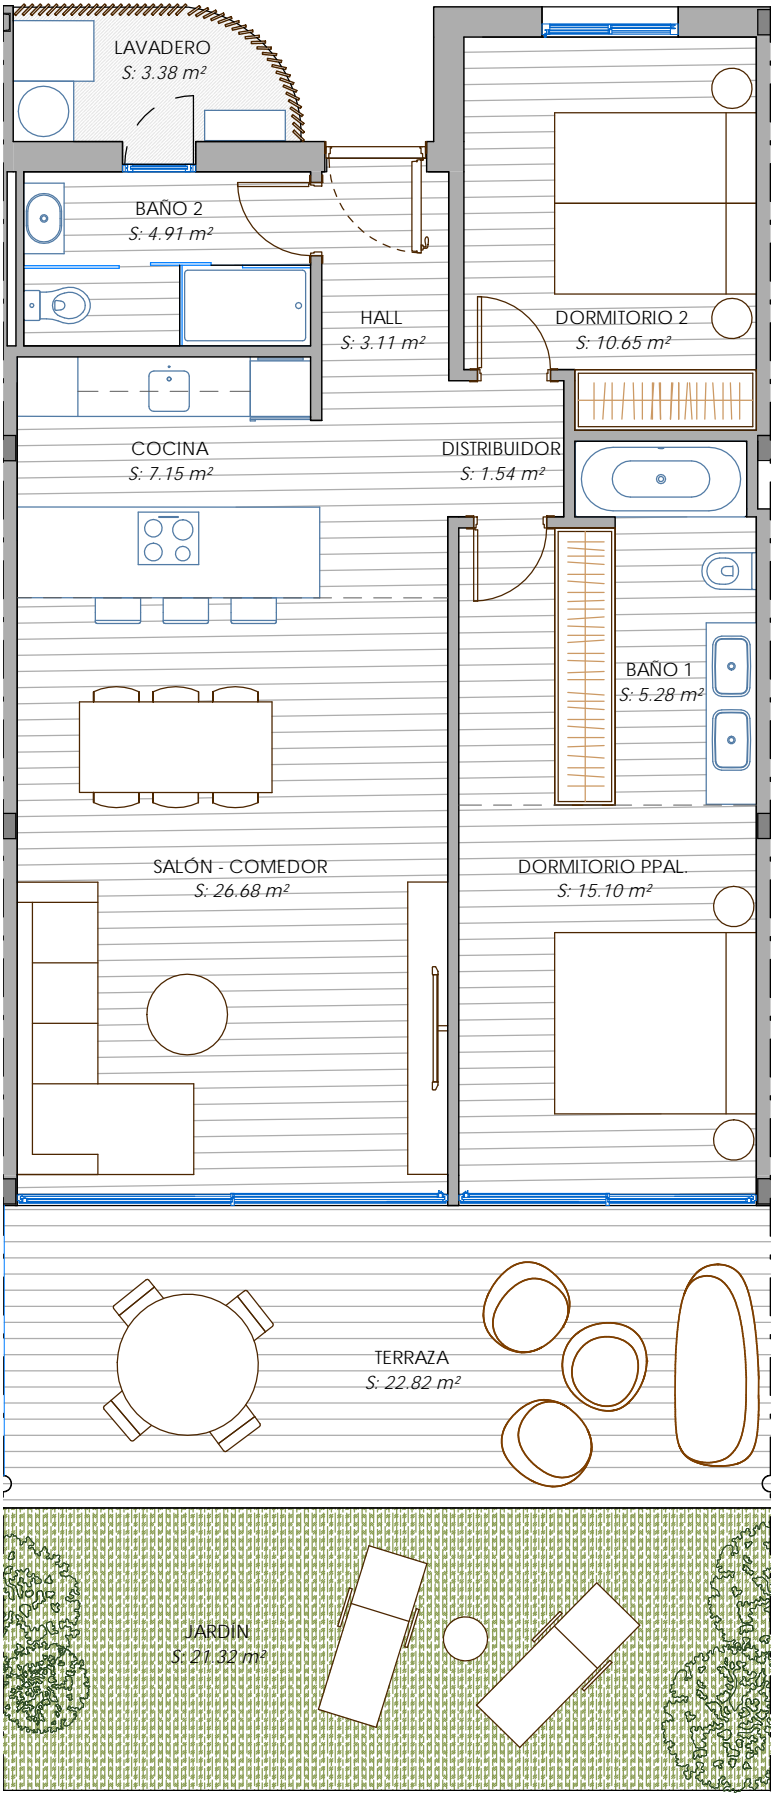 LAVADERO
S: 3.38 m²
BAÑO 2
S: 4.91 m²
HALL
S: 3.11 m²
DORMITORIO 2
S: 10.65 m²
COCINA
S: 7.15 m²
DISTRIBUIDOR
S: 1.54 m²
BAÑO 1
S: 5.28 m²
SALÓN - COMEDOR
S: 26.68 m²
DORMITORIO PPAL.
S: 15.10 m²
TERRAZA
S: 22.82 m²
JARDÍN
S: 21.32 m²